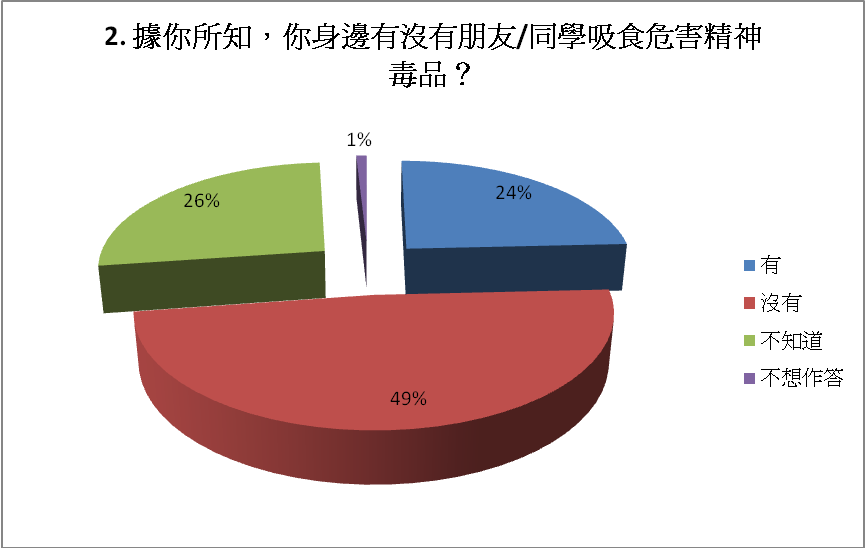 2. 據你所知，你身邊有沒有朋友/同學吸食危害精神
毒品？
1%
24%
26%
49%
有
沒有
不知道
不想作答